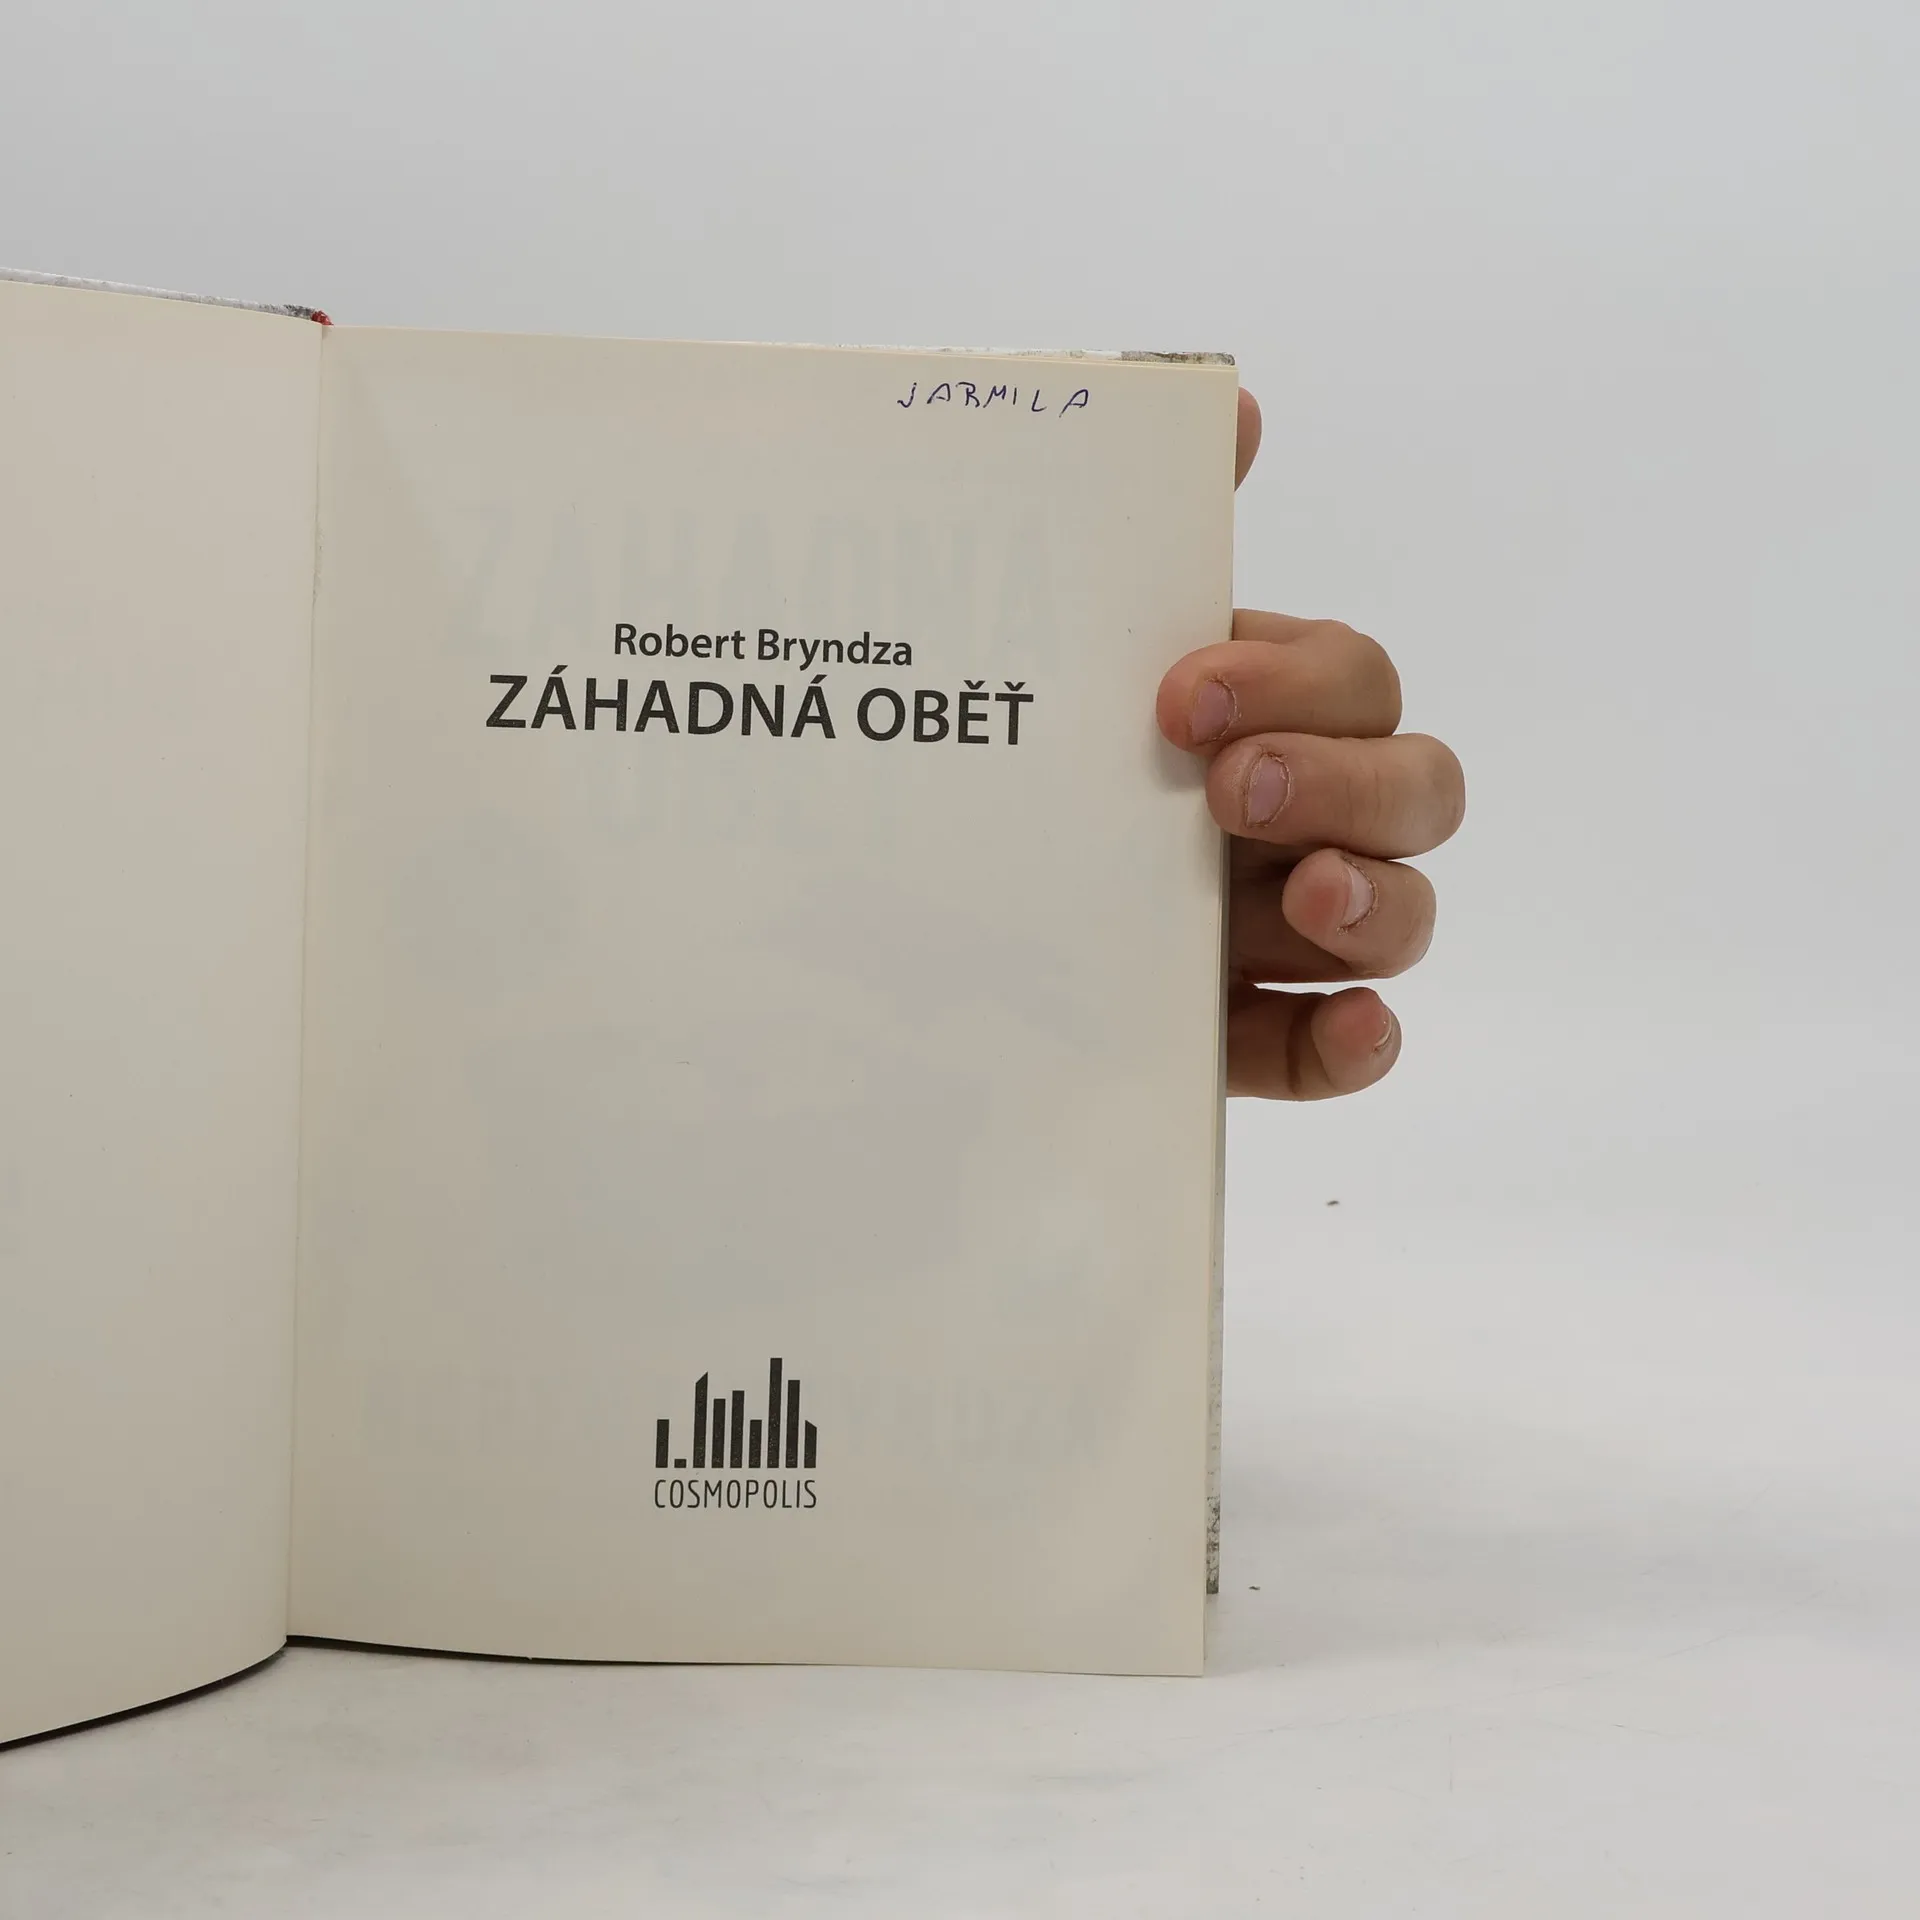 JARMILA
Robert Bryndza
ZÁHADNÁ OBĚŤ
COSMOPOLIS